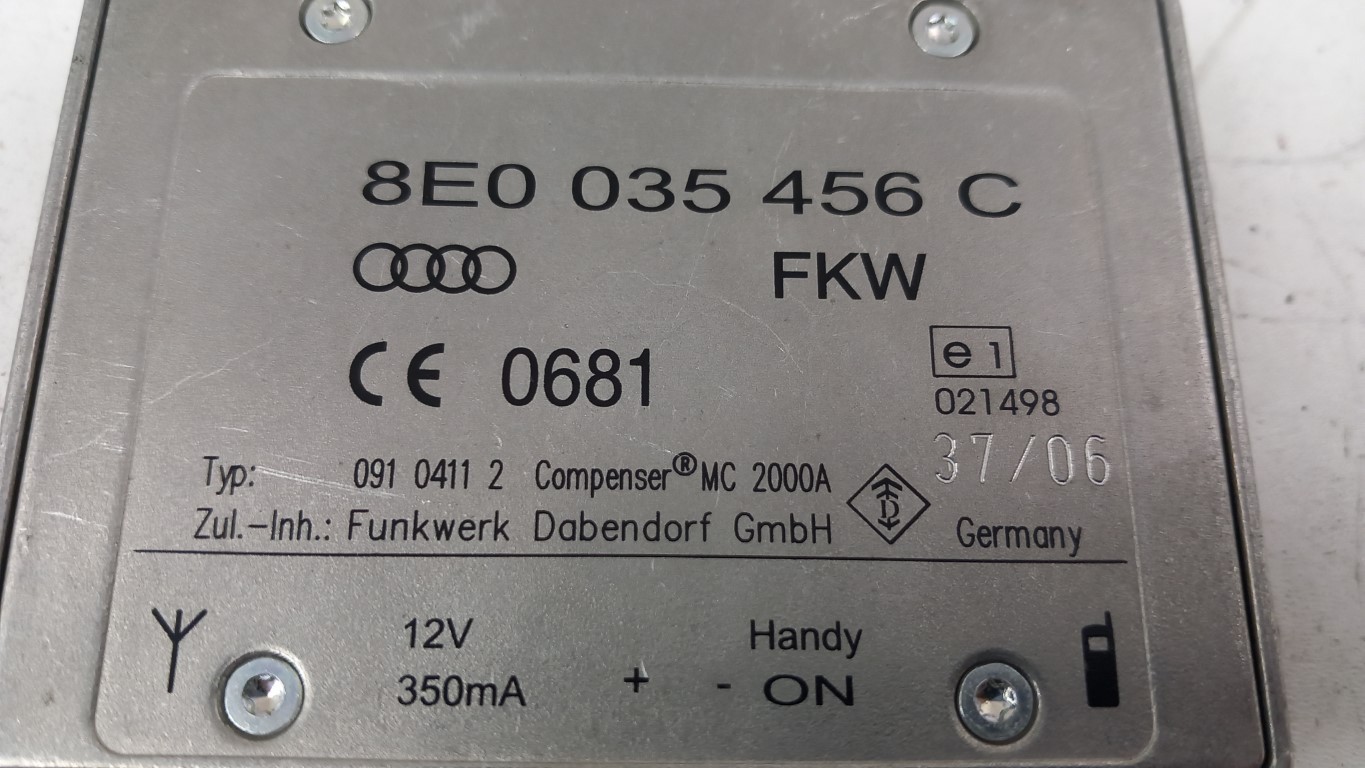 8E0 035 456 C
FKW
CE 0681
e1
021498
37/06
Typ: 091 0411 2 Compenser® MC 2000A
Zul.-Inh.: Funkwerk Dabendorf GmbH
Germany
12V Handy
350mA + - ON